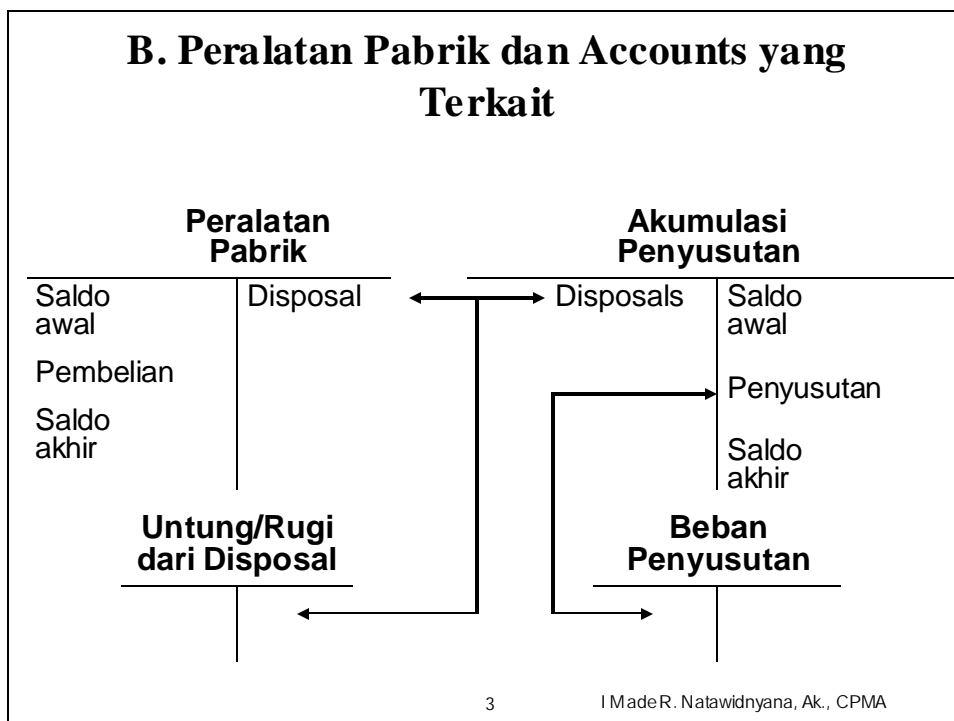 B. Peralatan Pabrik dan Accounts yang
Terkait
Peralatan
Pabrik
Saldo
awal
Pembelian
Saldo
akhir
Disposal
Akumulasi
Penyusutan
Disposals
Saldo
awal
Penyusutan
Saldo
akhir
Untung/Rugi
dari Disposal
Beban
Penyusutan
3
I Made R. Natawidnyana, Ak., CPMA